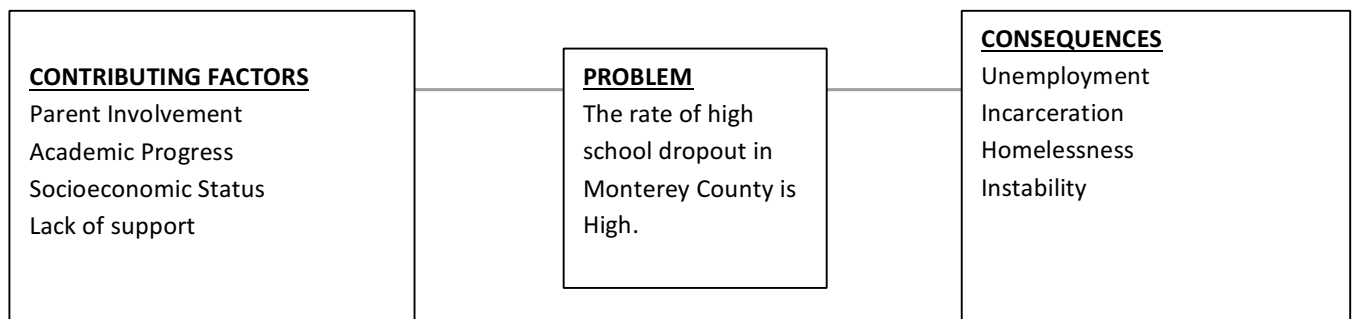 CONTRIBUTING FACTORS
Parent Involvement
Academic Progress
Socioeconomic Status
Lack of support
PROBLEM
The rate of high
school dropout in
Monterey County is
High.
CONSEQUENCES
Unemployment
Incarceration
Homelessness
Instability